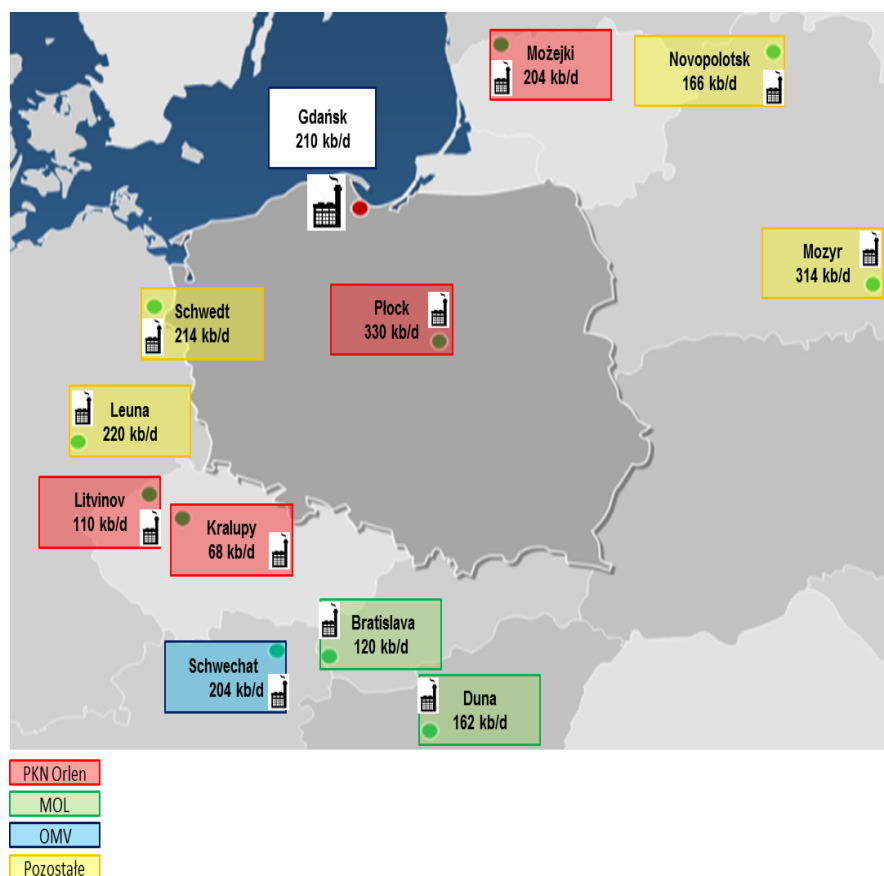 Możejki
204 kb/d
Novopolotsk
166 kb/d
Gdańsk
210 kb/d
Mozyr
314 kb/d
Schwedt
214 kb/d
Płock
330 kb/d
Leuna
220 kb/d
Litvinov
110 kb/d
Kralupy
68 kb/d
Bratislava
120 kb/d
Schwechat
204 kb/d
Duna
162 kb/d
PKN Orlen
MOL
OMV
Pozostałe